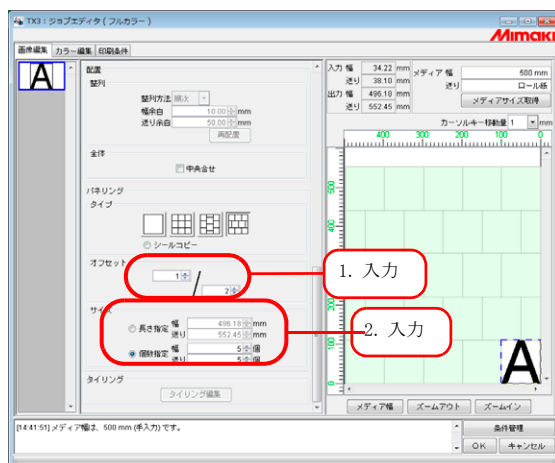 TX3：ジョブエディタ ( フルカラー )
Mimaki
画像編集 カラー編集 印刷条件
A
配置
整列
整列方法 順次
幅余白 10.00 mm
送り余白 50.00 mm
再配置
全体
中央合せ
パネリング
タイプ
シールコピー
オフセット
1 / 2
サイズ
長さ指定 幅 496.18 mm
送り 552.45 mm
個数指定 幅 5 個
送り 5 個
タイリング
タイリング編集
入力 幅 34.22 mm
送り 38.10 mm
出力 幅 496.18 mm
送り 552.45 mm
メディア 幅 500 mm
送り ロール紙
メディアサイズ取得
カーソルキー移動量 1 mm
400 300 200 100 0
500
400
300
200
100
0
A
1. 入力
2. 入力
メディア幅 ズームアウト ズームイン
[14:41:51] メディア幅は、500 mm (手入力) です。
条件管理
OK キャンセル